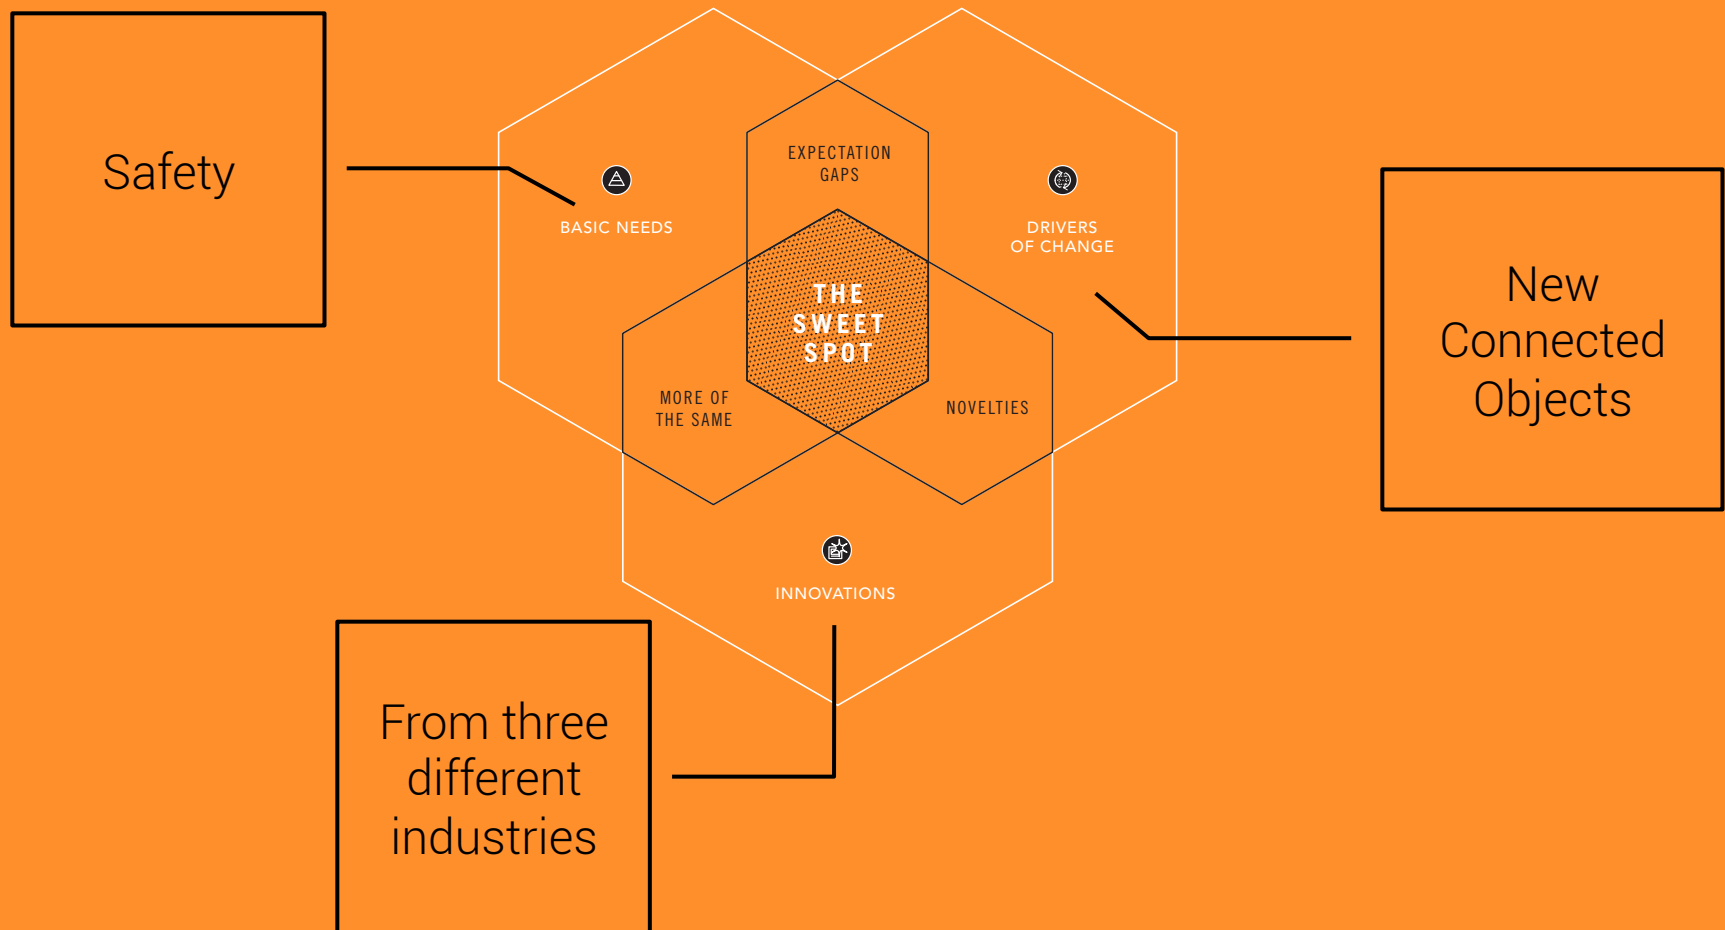 Safety
EXPECTATION
GAPS
BASIC NEEDS
DRIVERS
OF CHANGE
THE
SWEET
SPOT
New
Connected
Objects
MORE OF
THE SAME
NOVELTIES
INNOVATIONS
From three
different
industries